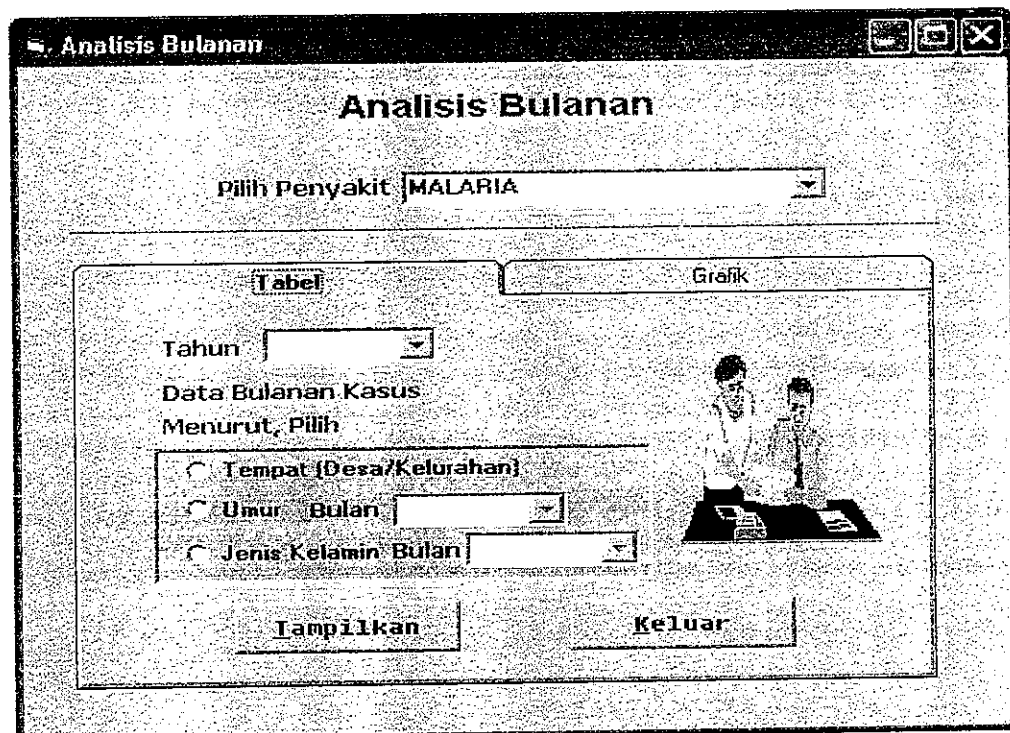 Analisis Bulanan
Analisis Bulanan
Pilih Penyakit MALARIA
Tabel Grafik
Tahun
Data Bulanan Kasus
Menurut, Pilih
Tempat (Desa/Kelurahan)
Umur Bulan
Jenis Kelamin Bulan
Tampilkan Keluar